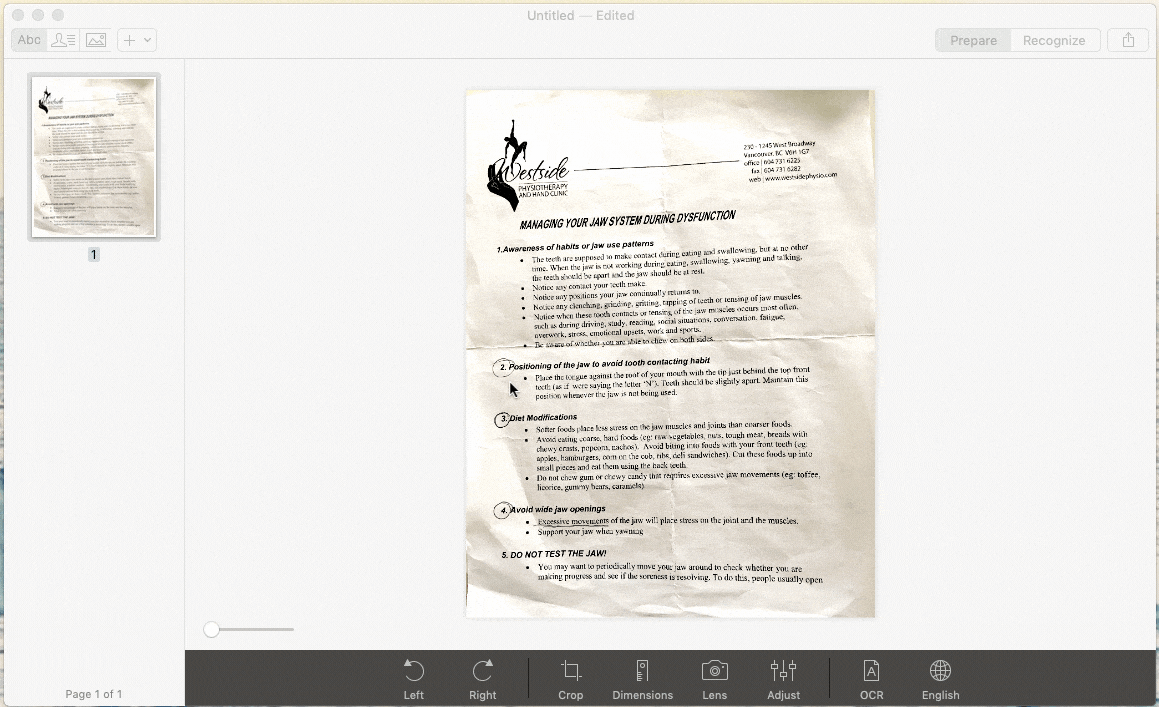 Untitled — Edited
Abc
Prepare
Recognize
Westside
PHYSIOTHERAPY
AND HAND CLINIC
230 - 1245 West Broadway
Vancouver, BC V6H 1G7
office | 604 731 6225
fax | 604 731 6282
web | www.westsidephysio.com
MANAGING YOUR JAW SYSTEM DURING DYSFUNCTION
1.Awareness of habits or jaw use patterns
• The teeth are supposed to make contact during eating and swallowing, but at no other
time. When the jaw is not working during eating, swallowing, yawning and talking,
the teeth should be apart and the jaw should be at rest.
• Notice any contact your teeth make.
• Notice any positions your jaw continually returns to.
• Notice any clenching, grinding, gritting, tapping of teeth or tensing of jaw muscles.
• Notice when these tooth contacts or tensing of the jaw muscles occurs most often,
such as during driving, study, reading, social situations, conversation, fatigue,
overwork, stress, emotional upsets, work and sports.
• Be aware of whether you are able to chew on both sides.
2. Positioning of the jaw to avoid tooth contacting habit
• Place the tongue against the roof of your mouth with the tip just behind the top front
teeth (as if were saying the letter "N"). Teeth should be slightly apart. Maintain this
position whenever the jaw is not being used.
3. Diet Modifications
• Softer foods place less stress on the jaw muscles and joints than coarser foods.
• Avoid eating coarse, hard foods (eg: raw vegetables, nuts, tough meat, breads with
chewy crusts, popcorn, nachos). Avoid biting into foods with your front teeth (eg:
apples, hamburgers, corn on the cob, ribs, deli sandwiches). Cut these foods up into
small pieces and eat them using the back teeth.
• Do not chew gum or chewy candy that requires excessive jaw movements (eg: toffee,
licorice, gummy bears, caramels)
4. Avoid wide jaw openings
• Excessive movements of the jaw will place stress on the joint and the muscles.
• Support your jaw when yawning
5. DO NOT TEST THE JAW!
• You may want to periodically move your jaw around to check whether you are
making progress and see if the soreness is resolving. To do this, people usually open
1
Page 1 of 1
Left
Right
Crop
Dimensions
Lens
Adjust
OCR
English